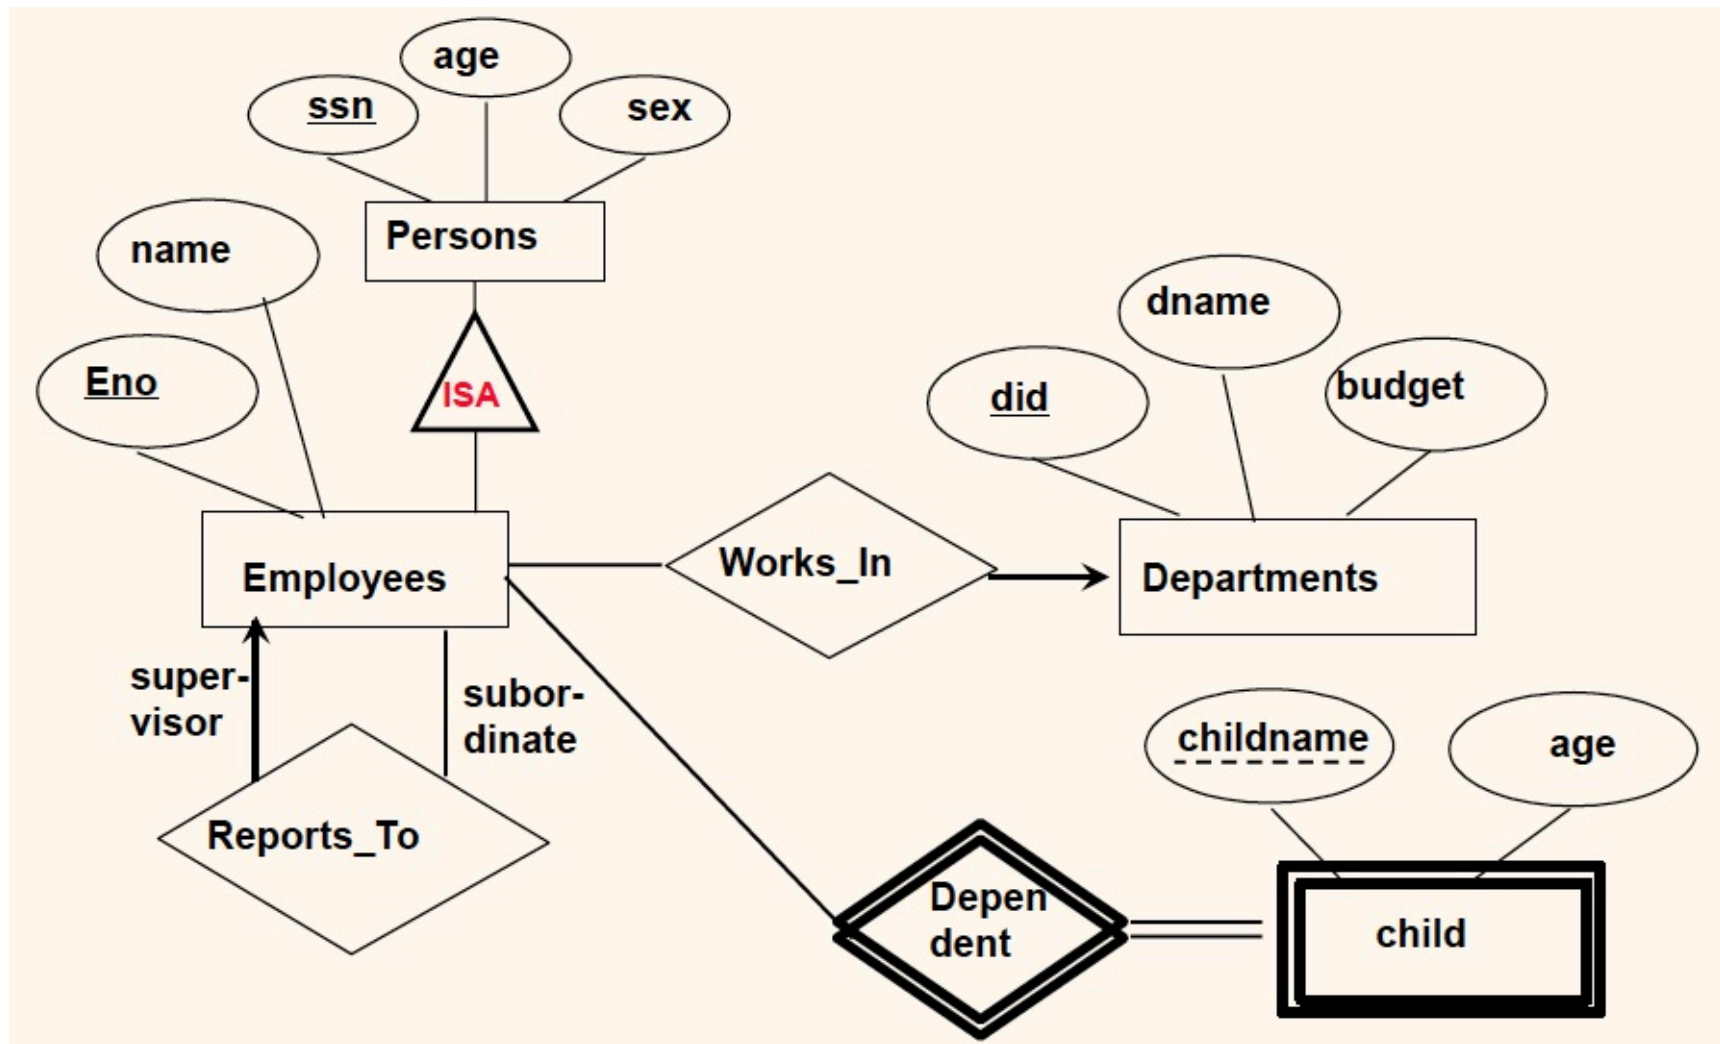 age
ssn
sex
Persons
name
Eno
ISA
dname
did
budget
Employees
Works_In
Departments
super-
visor
subor-
dinate
Reports_To
childname
age
Depen
dent
child